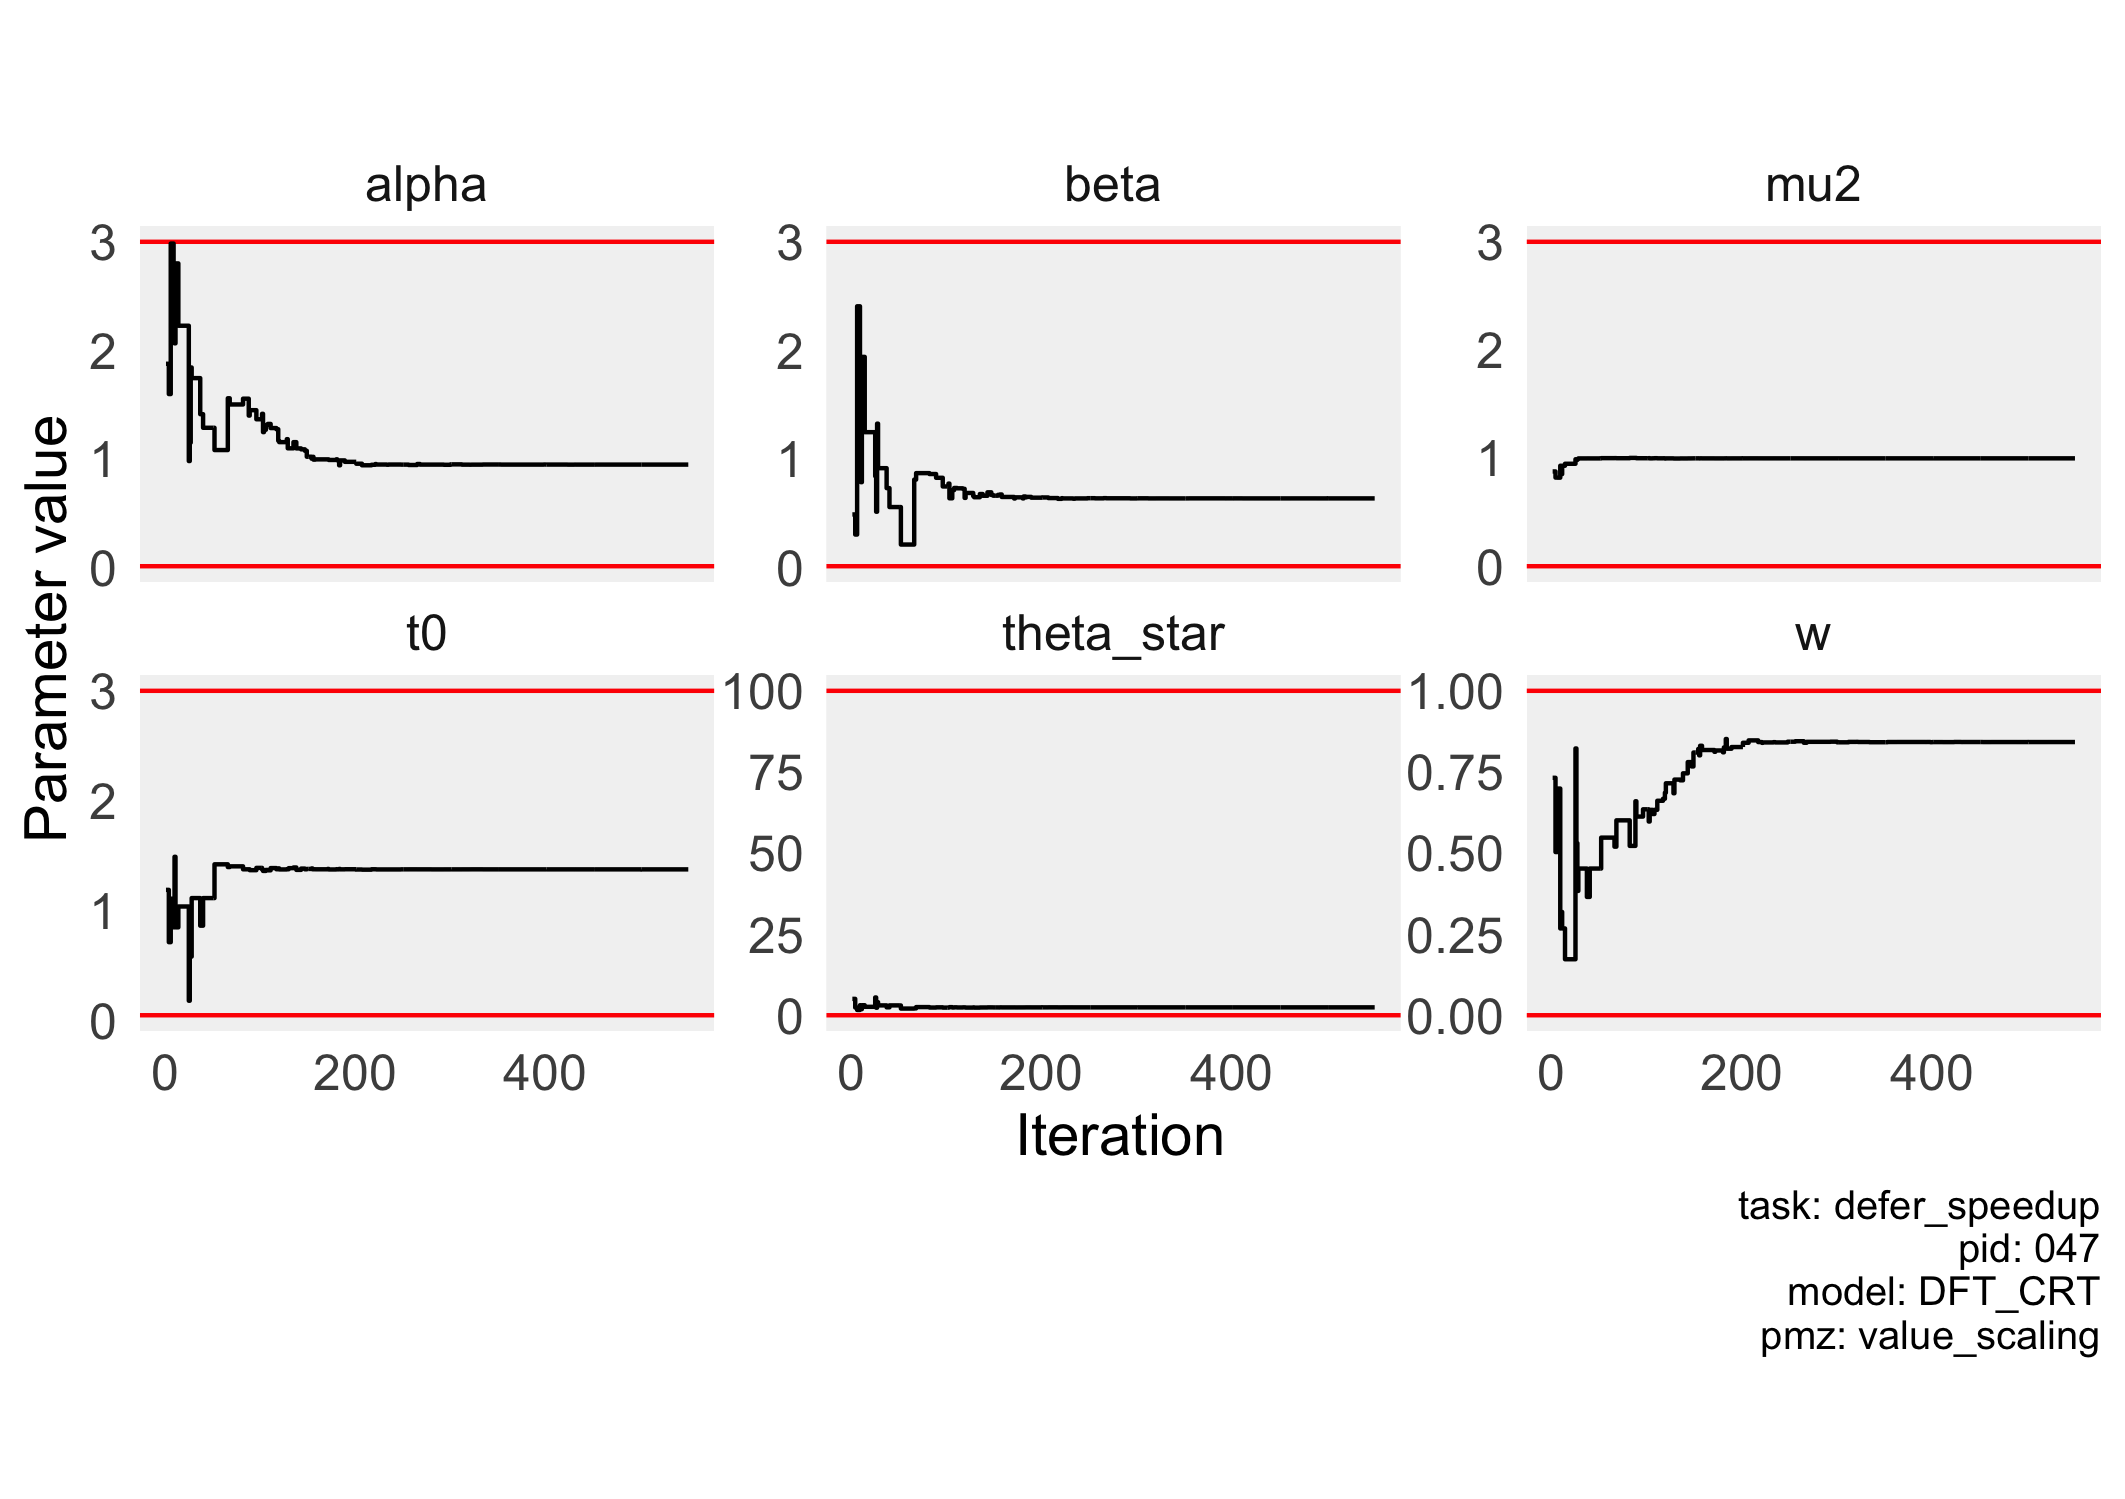 alpha beta mu2
3 3 3
2 2 2
1 1 1
0 0 0
Parameter value
t0 theta_star w
3 100 1.00
2 75 0.75
50 0.50
1 25 0.25
0 0 0.00
0 200 400 0 200 400 0 200 400
Iteration
task: defer_speedup
pid: 047
model: DFT_CRT
pmz: value_scaling